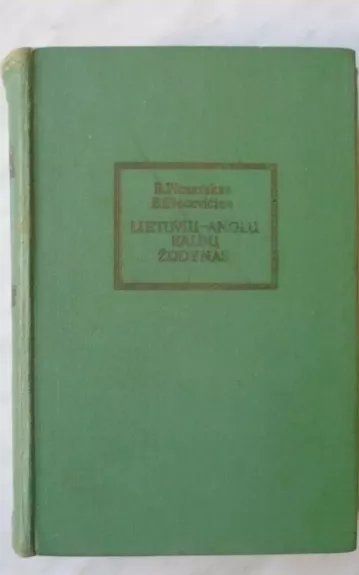 B. Piesarskas
B. Svecevičius
LIETUVIŲ-ANGLŲ
KALBŲ
ŽODYNAS